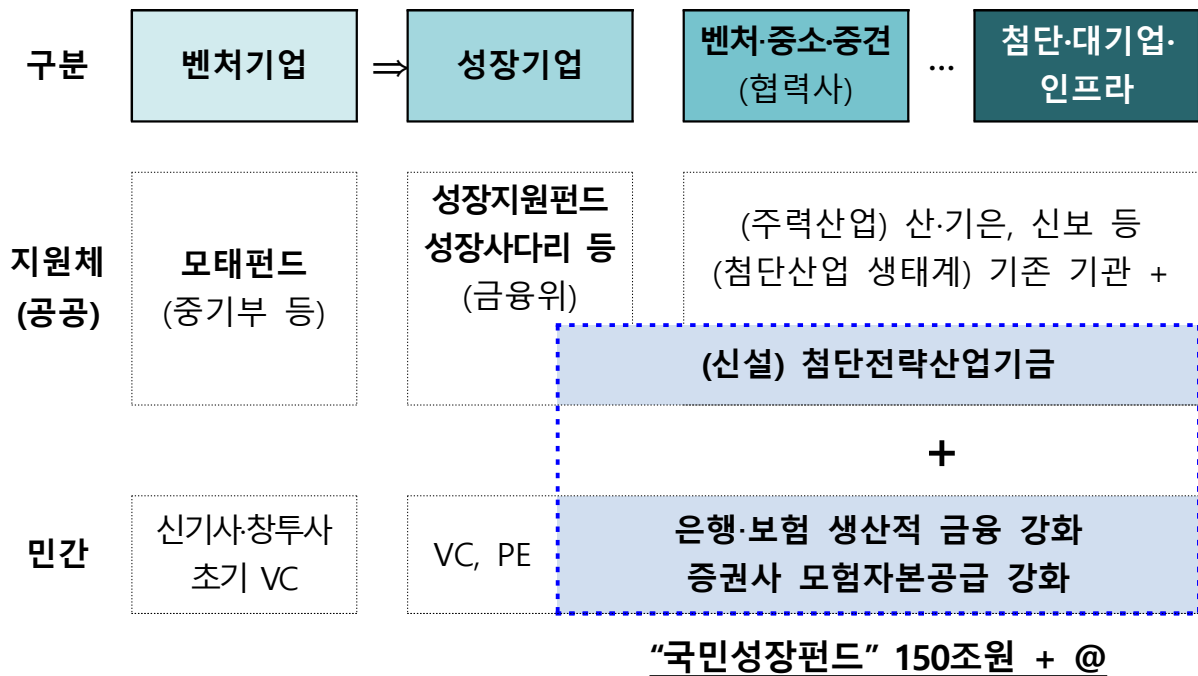 구분
벤처기업
⇒
성장기업
벤처·중소·중견
(협력사)
···
첨단·대기업·
인프라
지원체
(공공)
모태펀드
(중기부 등)
성장지원펀드
성장사다리 등
(금융위)
(주력산업) 산·기은, 신보 등
(첨단산업 생태계) 기존 기관 +
(신설) 첨단전략산업기금
+
민간
신기사·창투사
초기 VC
VC, PE
은행·보험 생산적 금융 강화
증권사 모험자본공급 강화
“국민성장펀드” 150조원 + @